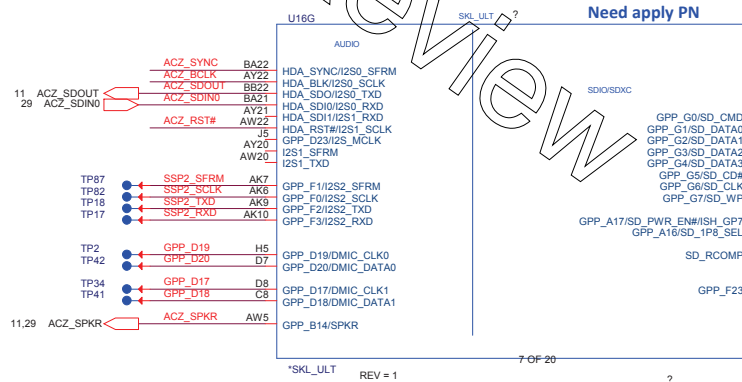 U16G
SKL_ULT
?
Need apply PN
AUDIO
SDIO/SDXC
ACZ_SYNC BA22 HDA_SYNC/I2S0_SFRM
ACZ_BCLK AY22 HDA_BLK/I2S0_SCLK
11 ACZ_SDOUT ACZ_SDOUT BB22 HDA_SDO/I2S0_TXD
29 ACZ_SDIN0 ACZ_SDIN0 BA21 HDA_SDI0/I2S0_RXD
AY21 HDA_SDI1/I2S1_RXD
ACZ_RST# AW22 HDA_RST#/I2S1_SCLK
J5 GPP_D23/I2S_MCLK
AY20 I2S1_SFRM
AW20 I2S1_TXD
TP87 SSP2_SFRM AK7 GPP_F1/I2S2_SFRM
TP82 SSP2_SCLK AK6 GPP_F0/I2S2_SCLK
TP18 SSP2_TXD AK9 GPP_F2/I2S2_TXD
TP17 SSP2_RXD AK10 GPP_F3/I2S2_RXD
TP2 GPP_D19 H5 GPP_D19/DMIC_CLK0
TP42 GPP_D20 D7 GPP_D20/DMIC_DATA0
TP34 GPP_D17 D8 GPP_D17/DMIC_CLK1
TP41 GPP_D18 C8 GPP_D18/DMIC_DATA1
11,29 ACZ_SPKR ACZ_SPKR AW5 GPP_B14/SPKR
GPP_G0/SD_CMD
GPP_G1/SD_DATA0
GPP_G2/SD_DATA1
GPP_G3/SD_DATA2
GPP_G4/SD_DATA3
GPP_G5/SD_CD#
GPP_G6/SD_CLK
GPP_G7/SD_WP
GPP_A17/SD_PWR_EN#/ISH_GP7
GPP_A16/SD_1P8_SEL
SD_RCOMP
GPP_F23
*SKL_ULT
REV = 1
7 OF 20
?
view